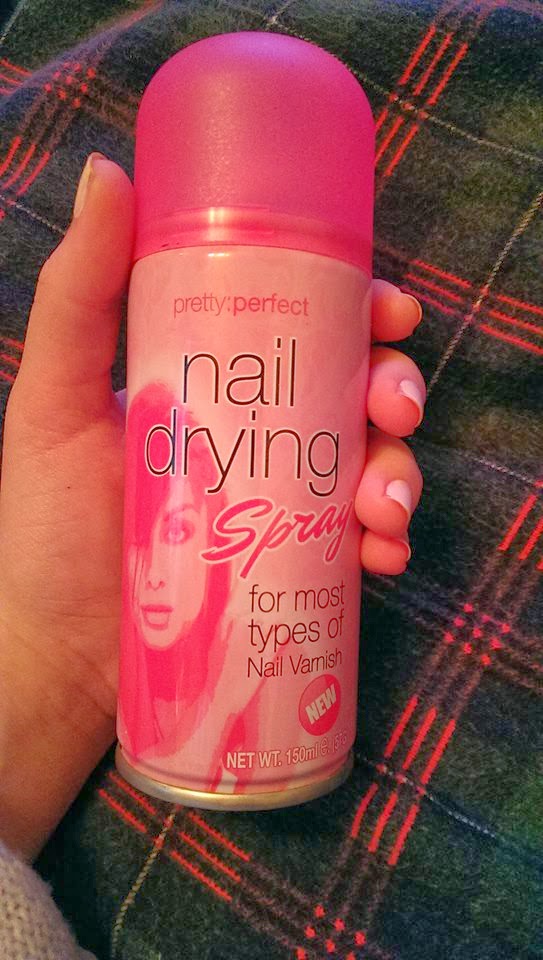 pretty:perfect
nail
drying
Spray
for most
types of
Nail Varnish
NEW
NET WT. 150ml e